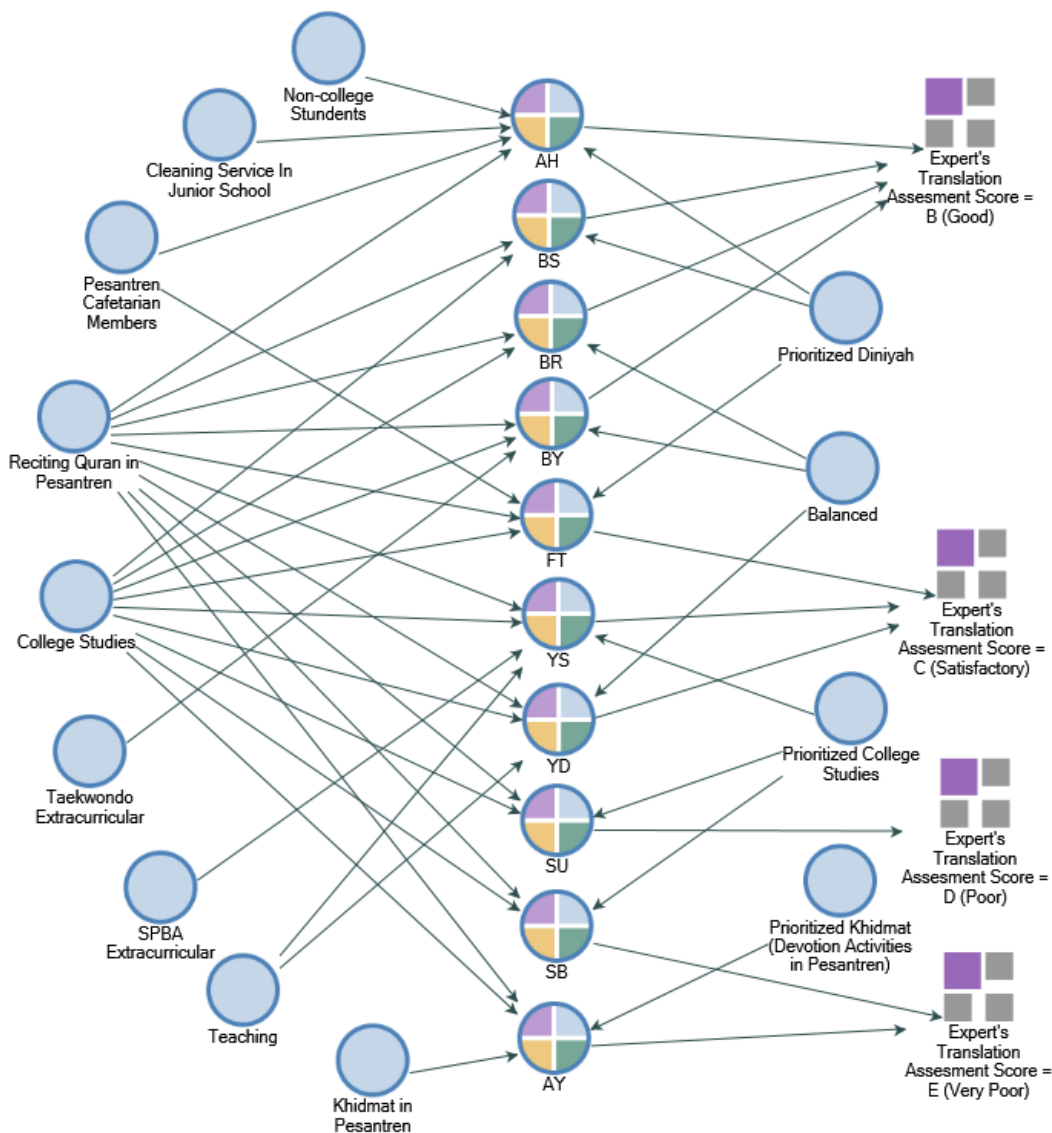 Non-college
Stundents
Cleaning Service In
Junior School
Pesantren
Cafetarian
Members
Reciting Quran in
Pesantren
College Studies
Taekwondo
Extracurricular
SPBA
Extracurricular
Teaching
Khidmat in
Pesantren
AH
BS
BR
BY
FT
YS
YD
SU
SB
AY
Expert's
Translation
Assesment Score =
B (Good)
Prioritized Diniyah
Balanced
Expert's
Translation
Assesment Score =
C (Satisfactory)
Prioritized College
Studies
Expert's
Translation
Assesment Score =
D (Poor)
Prioritized Khidmat
(Devotion Activities
in Pesantren)
Expert's
Translation
Assesment Score =
E (Very Poor)